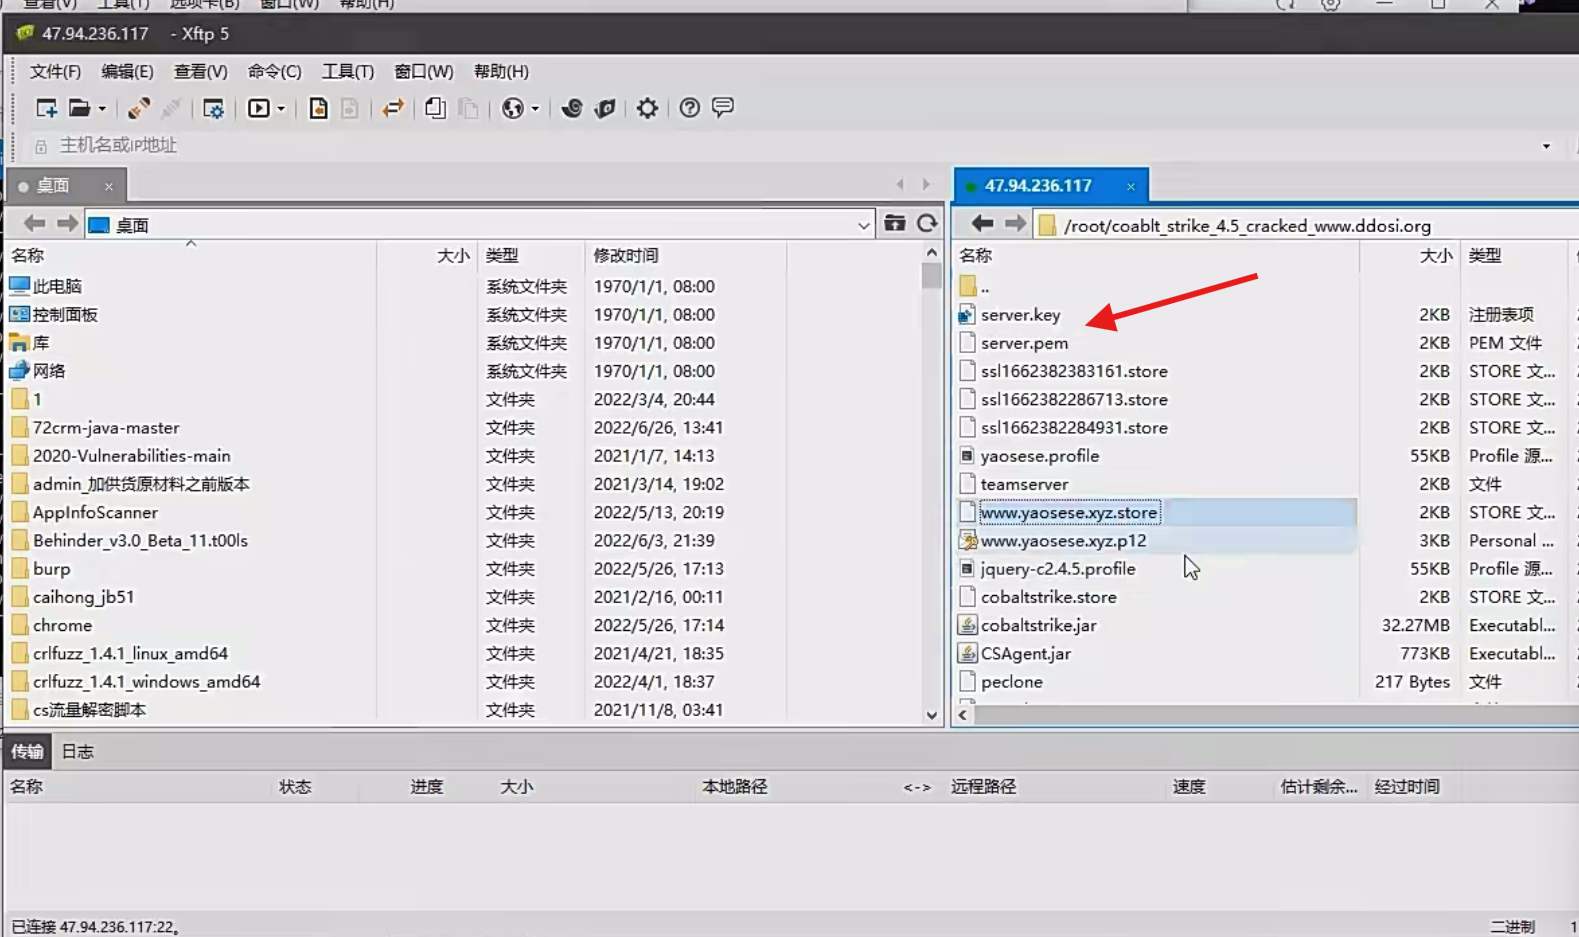 查看(V) 工具(T) 选项卡(B) 窗口(W) 帮助(H)
47.94.236.117 - Xftp 5
文件(F) 编辑(E) 查看(V) 命令(C) 工具(T) 窗口(W) 帮助(H)
主机名或IP地址
桌面 ×
47.94.236.117 ×
桌面
/root/coablt_strike_4.5_cracked_www.ddosi.org
名称 大小 类型 修改时间
此电脑 系统文件夹 1970/1/1, 08:00
控制面板 系统文件夹 1970/1/1, 08:00
库 系统文件夹 1970/1/1, 08:00
网络 系统文件夹 1970/1/1, 08:00
1 文件夹 2022/3/4, 20:44
72crm-java-master 文件夹 2022/6/26, 13:41
2020-Vulnerabilities-main 文件夹 2021/1/7, 14:13
admin_加供货原材料之前版本 文件夹 2021/3/14, 19:02
AppInfoScanner 文件夹 2022/5/13, 20:19
Behinder_v3.0_Beta_11.t00ls 文件夹 2022/6/3, 21:39
burp 文件夹 2022/5/26, 17:13
caihong_jb51 文件夹 2021/2/16, 00:11
chrome 文件夹 2022/5/26, 17:14
crlfuzz_1.4.1_linux_amd64 文件夹 2021/4/21, 18:35
crlfuzz_1.4.1_windows_amd64 文件夹 2022/4/1, 18:37
cs流量解密脚本 文件夹 2021/11/8, 03:41
名称 大小 类型
..
server.key 2KB 注册表项
server.pem 2KB PEM 文件
ssl1662382383161.store 2KB STORE 文...
ssl1662382286713.store 2KB STORE 文...
ssl1662382284931.store 2KB STORE 文...
yaosese.profile 55KB Profile 源...
teamserver 2KB 文件
www.yaosese.xyz.store 2KB STORE 文...
www.yaosese.xyz.p12 3KB Personal ...
jquery-c2.4.5.profile 55KB Profile 源...
cobaltstrike.store 2KB STORE 文...
cobaltstrike.jar 32.27MB Executabl...
CSAgent.jar 773KB Executabl...
peclone 217 Bytes 文件
传输 日志
名称 状态 进度 大小 本地路径 <-> 远程路径 速度 估计剩余... 经过时间
已连接 47.94.236.117:22。 二进制 1